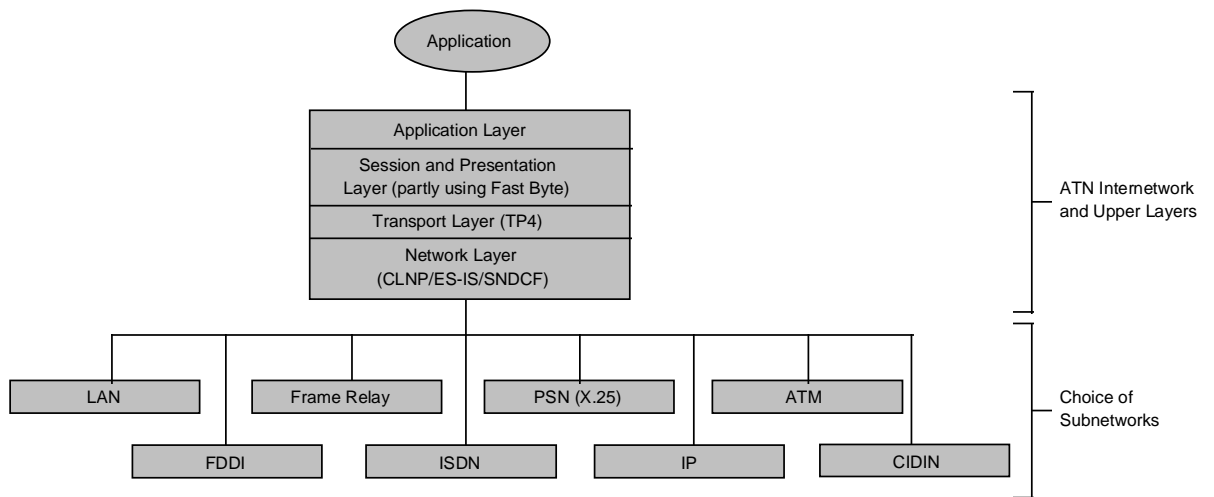 Application
Application Layer
Session and Presentation
Layer (partly using Fast Byte)
Transport Layer (TP4)
Network Layer
(CLNP/ES-IS/SNDCF)
ATN Internetwork
and Upper Layers
LAN
Frame Relay
PSN (X.25)
ATM
FDDI
ISDN
IP
CIDIN
Choice of
Subnetworks